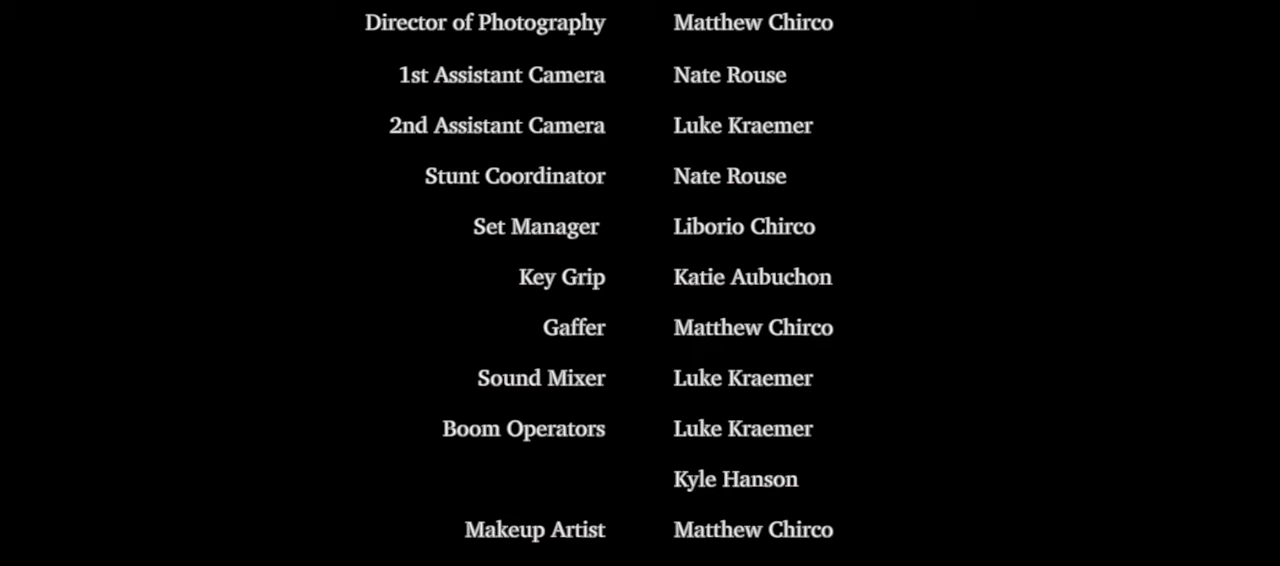 Director of Photography Matthew Chirco
1st Assistant Camera Nate Rouse
2nd Assistant Camera Luke Kraemer
Stunt Coordinator Nate Rouse
Set Manager Liborio Chirco
Key Grip Katie Aubuchon
Gaffer Matthew Chirco
Sound Mixer Luke Kraemer
Boom Operators Luke Kraemer
Kyle Hanson
Makeup Artist Matthew Chirco